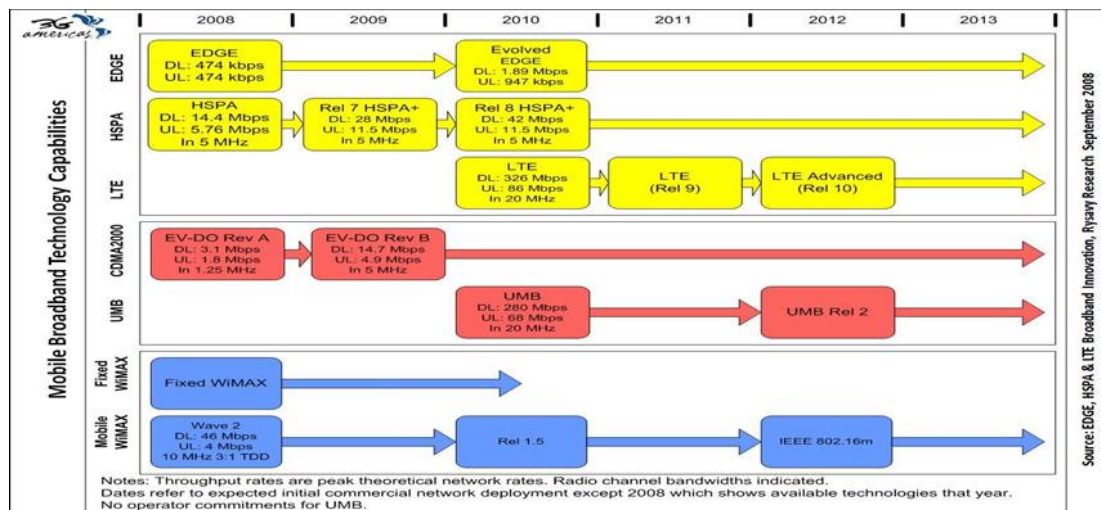 3G
americas
2008
2009
2010
2011
2012
2013
Mobile Broadband Technology Capabilities
EDGE
EDGE
DL: 474 kbps
UL: 474 kbps
Evolved
EDGE
DL: 1.89 Mbps
UL: 947 kbps
HSPA
HSPA
DL: 14.4 Mbps
UL: 5.76 Mbps
In 5 MHz
Rel 7 HSPA+
DL: 28 Mbps
UL: 11.5 Mbps
In 5 MHz
Rel 8 HSPA+
DL: 42 Mbps
UL: 11.5 Mbps
In 5 MHz
LTE
LTE
DL: 326 Mbps
UL: 86 Mbps
In 20 MHz
LTE
(Rel 9)
LTE Advanced
(Rel 10)
CDMA2000
EV-DO Rev A
DL: 3.1 Mbps
UL: 1.8 Mbps
In 1.25 MHz
EV-DO Rev B
DL: 14.7 Mbps
UL: 4.9 Mbps
In 5 MHz
UMB
UMB
DL: 280 Mbps
UL: 68 Mbps
In 20 MHz
UMB Rel 2
Fixed
WiMAX
Fixed WiMAX
Mobile
WiMAX
Wave 2
DL: 46 Mbps
UL: 4 Mbps
10 MHz 3:1 TDD
Rel 1.5
IEEE 802.16m
Notes: Throughput rates are peak theoretical network rates. Radio channel bandwidths indicated.
Dates refer to expected initial commercial network deployment except 2008 which shows available technologies that year.
No operator commitments for UMB.
Source: EDGE, HSPA & LTE Broadband Innovation, Rysavy Research September 2008